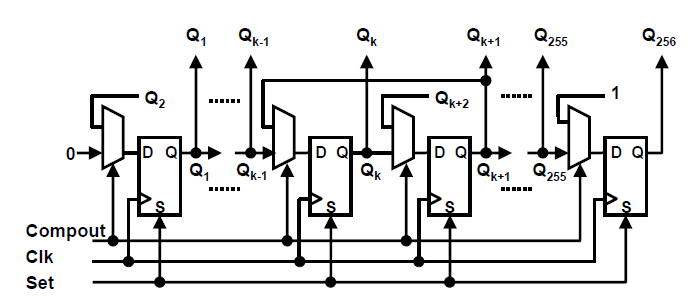 Q1 Qk-1 Qk Qk+1 Q255 Q256
Q2 Qk+2 1
0 D Q D Q D Q D Q
Q1 Qk-1 Qk Qk+1 Q255
S S S S
Compout
Clk
Set